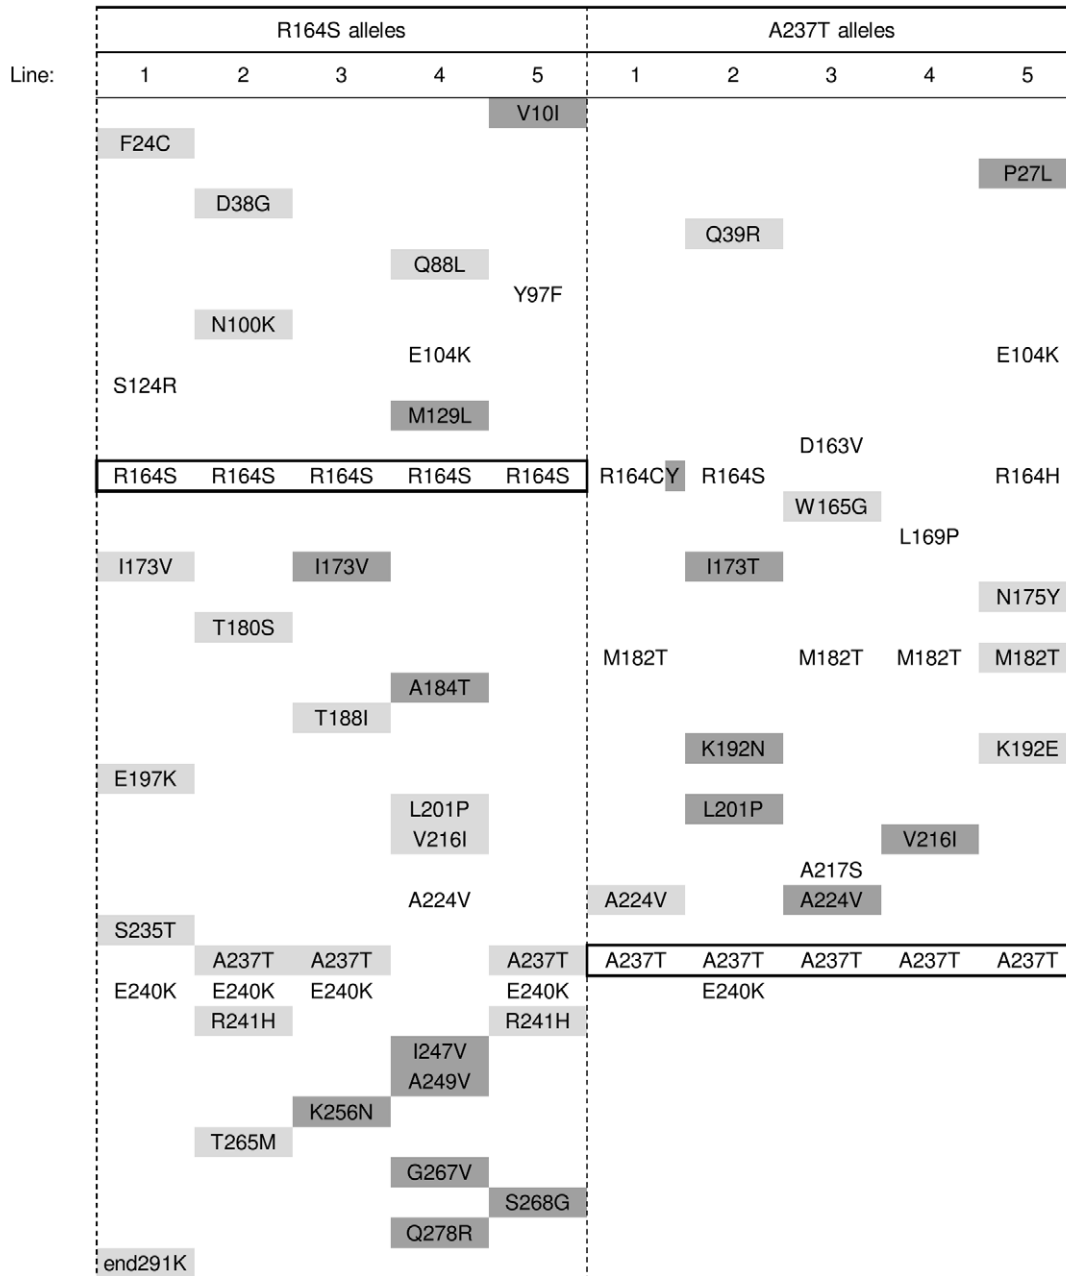 R164S alleles A237T alleles
Line: 1 2 3 4 5 1 2 3 4 5
V10I
F24C
P27L
D38G
Q39R
Q88L
Y97F
N100K
E104K E104K
S124R
M129L
D163V
R164S R164S R164S R164S R164S R164CY R164S R164H
W165G
L169P
I173V I173V I173T
N175Y
T180S
M182T M182T M182T M182T
A184T
T188I
K192N K192E
E197K
L201P L201P
V216I V216I
A217S
A224V A224V A224V
S235T
A237T A237T A237T A237T A237T A237T A237T A237T
E240K E240K E240K E240K E240K
R241H R241H
I247V
A249V
K256N
T265M
G267V
S268G
Q278R
end291K